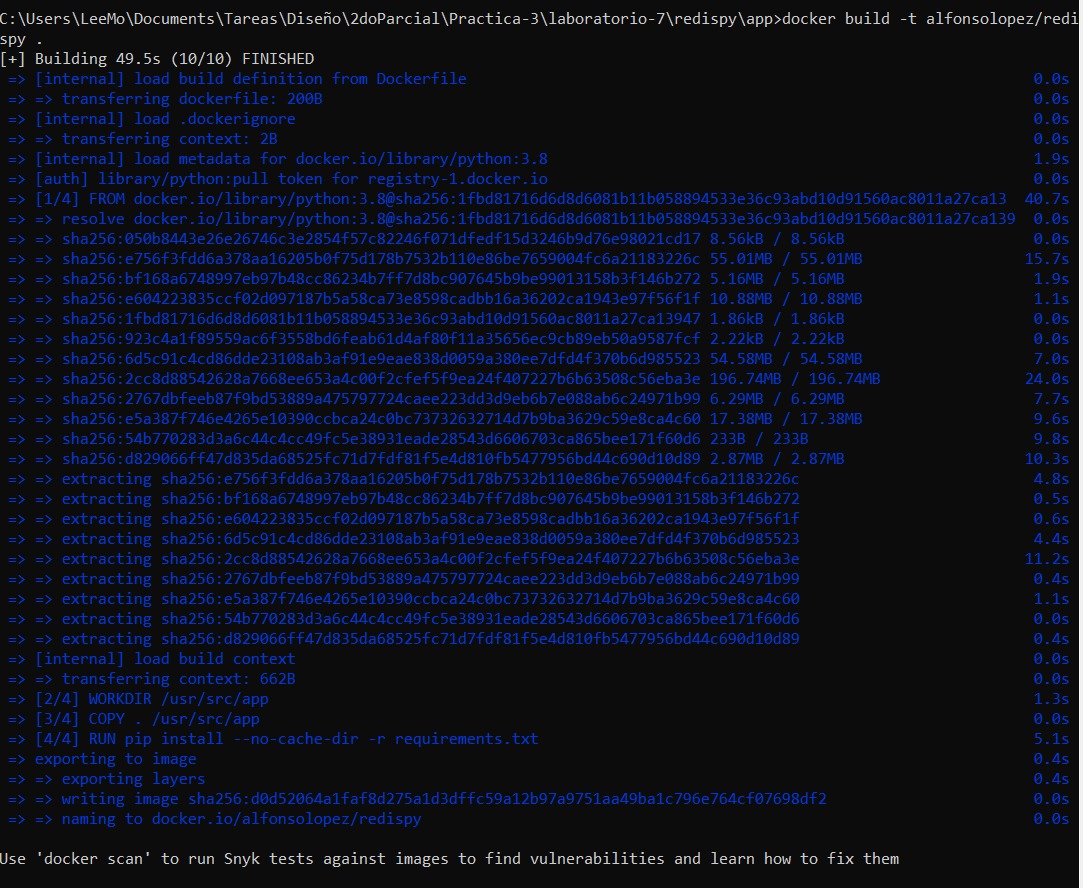 C:\Users\LeeMo\Documents\Tareas\Diseño\2doParcial\Practica-3\laboratorio-7\redispy\app>docker build -t alfonsolopez/redi
spy .
[+] Building 49.5s (10/10) FINISHED
=> [internal] load build definition from Dockerfile 0.0s
=> => transferring dockerfile: 200B 0.0s
=> [internal] load .dockerignore 0.0s
=> => transferring context: 2B 0.0s
=> [internal] load metadata for docker.io/library/python:3.8 1.9s
=> [auth] library/python:pull token for registry-1.docker.io 0.0s
=> [1/4] FROM docker.io/library/python:3.8@sha256:1fbd81716d6d8d6081b11b058894533e36c93abd10d91560ac8011a27ca13 40.7s
=> => resolve docker.io/library/python:3.8@sha256:1fbd81716d6d8d6081b11b058894533e36c93abd10d91560ac8011a27ca139 0.0s
=> => sha256:050b8443e26e26746c3e2854f57c82246f071dfedf15d3246b9d76e98021cd17 8.56kB / 8.56kB 0.0s
=> => sha256:e756f3fdd6a378aa16205b0f75d178b7532b110e86be7659004fc6a21183226c 55.01MB / 55.01MB 15.7s
=> => sha256:bf168a6748997eb97b48cc86234b7ff7d8bc907645b9be99013158b3f146b272 5.16MB / 5.16MB 1.9s
=> => sha256:e604223835ccf02d097187b5a58ca73e8598cadbb16a36202ca1943e97f56f1f 10.88MB / 10.88MB 1.1s
=> => sha256:1fbd81716d6d8d6081b11b058894533e36c93abd10d91560ac8011a27ca13947 1.86kB / 1.86kB 0.0s
=> => sha256:923c4a1f89559ac6f3558bd6feab61d4af80f11a35656ec9cb89eb50a9587fcf 2.22kB / 2.22kB 0.0s
=> => sha256:6d5c91c4cd86dde23108ab3af91e9eae838d0059a380ee7dfd4f370b6d985523 54.58MB / 54.58MB 7.0s
=> => sha256:2cc8d88542628a7668ee653a4c00f2cfef5f9ea24f407227b6b63508c56eba3e 196.74MB / 196.74MB 24.0s
=> => sha256:2767dbfeeb87f9bd53889a475797724caee223dd3d9eb6b7e088ab6c24971b99 6.29MB / 6.29MB 7.7s
=> => sha256:e5a387f746e4265e10390ccbca24c0bc73732632714d7b9ba3629c59e8ca4c60 17.38MB / 17.38MB 9.6s
=> => sha256:54b770283d3a6c44c4cc49fc5e38931eade28543d6606703ca865bee171f60d6 233B / 233B 9.8s
=> => sha256:d829066ff47d835da68525fc71d7fdf81f5e4d810fb5477956bd44c690d10d89 2.87MB / 2.87MB 10.3s
=> => extracting sha256:e756f3fdd6a378aa16205b0f75d178b7532b110e86be7659004fc6a21183226c 4.8s
=> => extracting sha256:bf168a6748997eb97b48cc86234b7ff7d8bc907645b9be99013158b3f146b272 0.5s
=> => extracting sha256:e604223835ccf02d097187b5a58ca73e8598cadbb16a36202ca1943e97f56f1f 0.6s
=> => extracting sha256:6d5c91c4cd86dde23108ab3af91e9eae838d0059a380ee7dfd4f370b6d985523 4.4s
=> => extracting sha256:2cc8d88542628a7668ee653a4c00f2cfef5f9ea24f407227b6b63508c56eba3e 11.2s
=> => extracting sha256:2767dbfeeb87f9bd53889a475797724caee223dd3d9eb6b7e088ab6c24971b99 0.4s
=> => extracting sha256:e5a387f746e4265e10390ccbca24c0bc73732632714d7b9ba3629c59e8ca4c60 1.1s
=> => extracting sha256:54b770283d3a6c44c4cc49fc5e38931eade28543d6606703ca865bee171f60d6 0.0s
=> => extracting sha256:d829066ff47d835da68525fc71d7fdf81f5e4d810fb5477956bd44c690d10d89 0.4s
=> [internal] load build context 0.0s
=> => transferring context: 662B 0.0s
=> [2/4] WORKDIR /usr/src/app 1.3s
=> [3/4] COPY . /usr/src/app 0.0s
=> [4/4] RUN pip install --no-cache-dir -r requirements.txt 5.1s
=> exporting to image 0.4s
=> => exporting layers 0.4s
=> => writing image sha256:d0d52064a1faf8d275a1d3dffc59a12b97a9751aa49ba1c796e764cf07698df2 0.0s
=> => naming to docker.io/alfonsolopez/redispy 0.0s
Use 'docker scan' to run Snyk tests against images to find vulnerabilities and learn how to fix them